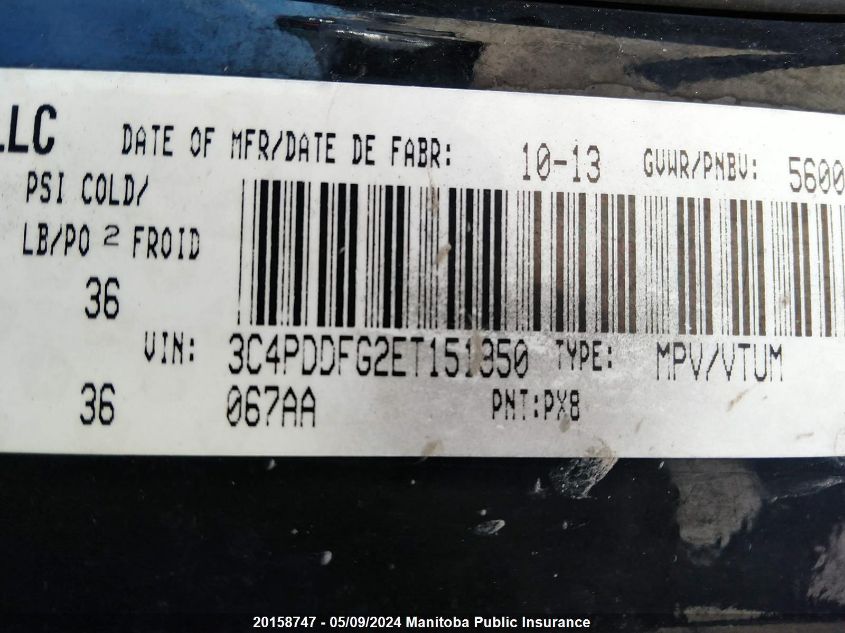 LLC DATE OF MFR/DATE DE FABR: 10-13 GVWR/PNBV: 5600
PSI COLD/
LB/PO 2 FROID
36
VIN: 3C4PDDFG2ET151950 TYPE: MPV/VTUM
36 067AA PNT:PX8
20158747 - 05/09/2024 Manitoba Public Insurance